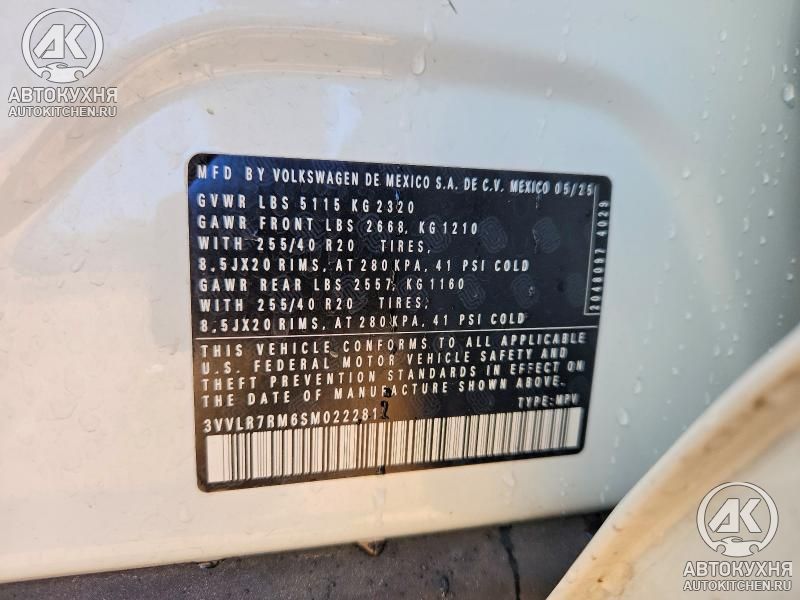 AK
АВТОКУХНЯ
AUTOKITCHEN.RU
MFD BY VOLKSWAGEN DE MEXICO S.A. DE C.V. MEXICO 05/25
GVWR LBS 5115 KG 2320
GAWR FRONT LBS 2668, KG 1210
WITH 255/40 R20 TIRES,
8,5JX20 RIMS, AT 280 KPA, 41 PSI COLD
GAWR REAR LBS 2557, KG 1160
WITH 255/40 R20 TIRES,
8,5JX20 RIMS, AT 280 KPA, 41 PSI COLD
2048097 4029
THIS VEHICLE CONFORMS TO ALL APPLICABLE
U.S. FEDERAL MOTOR VEHICLE SAFETY AND
THEFT PREVENTION STANDARDS IN EFFECT ON
THE DATE OF MANUFACTURE SHOWN ABOVE.
3VVLR7RM6SM0222812 TYPE: MPV
AK
АВТОКУХНЯ
AUTOKITCHEN.RU